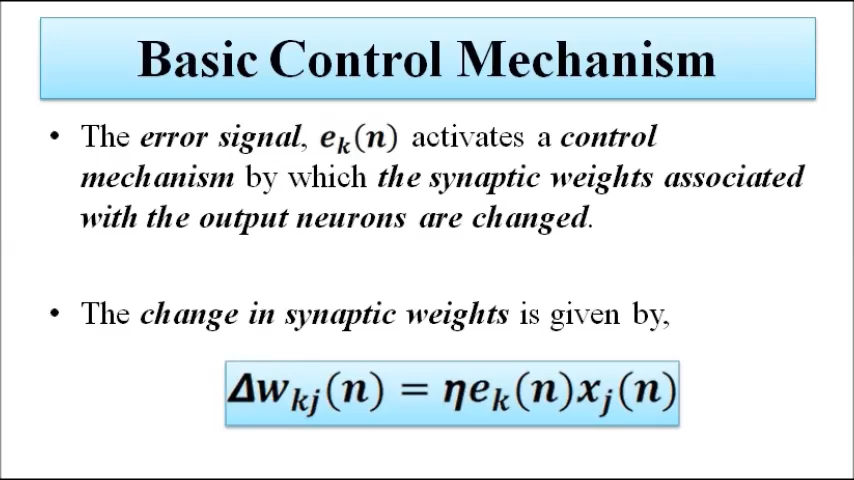 Basic Control Mechanism
• The error signal, eₖ(n) activates a control
mechanism by which the synaptic weights associated
with the output neurons are changed.
• The change in synaptic weights is given by,
Δwₖⱼ(n) = ηeₖ(n)xⱼ(n)